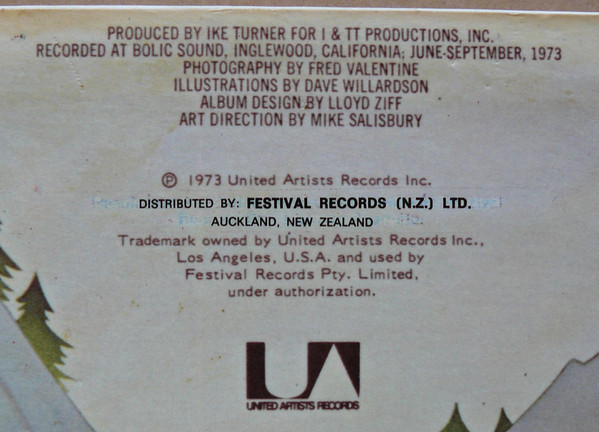 PRODUCED BY IKE TURNER FOR I & TT PRODUCTIONS, INC.
RECORDED AT BOLIC SOUND, INGLEWOOD, CALIFORNIA; JUNE-SEPTEMBER, 1973
PHOTOGRAPHY BY FRED VALENTINE
ILLUSTRATIONS BY DAVE WILLARDSON
ALBUM DESIGN BY LLOYD ZIFF
ART DIRECTION BY MIKE SALISBURY
Ⓟ 1973 United Artists Records Inc.
DISTRIBUTED BY: FESTIVAL RECORDS (N.Z.) LTD.
AUCKLAND, NEW ZEALAND
Trademark owned by United Artists Records Inc.,
Los Angeles, U.S.A. and used by
Festival Records Pty. Limited,
under authorization.
UA
UNITED ARTISTS RECORDS